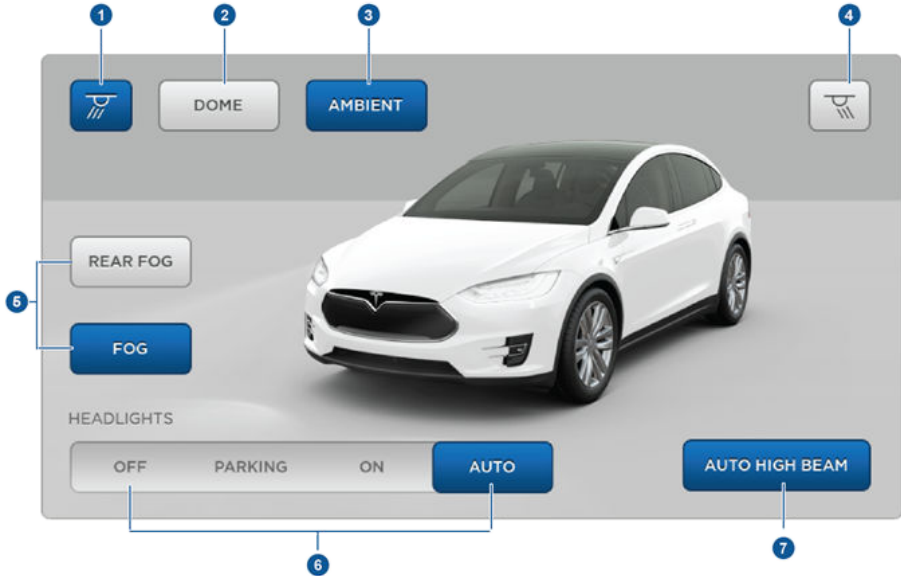 1 2 3 4
DOME AMBIENT
REAR FOG
5
FOG
HEADLIGHTS
OFF PARKING ON AUTO AUTO HIGH BEAM
6 7